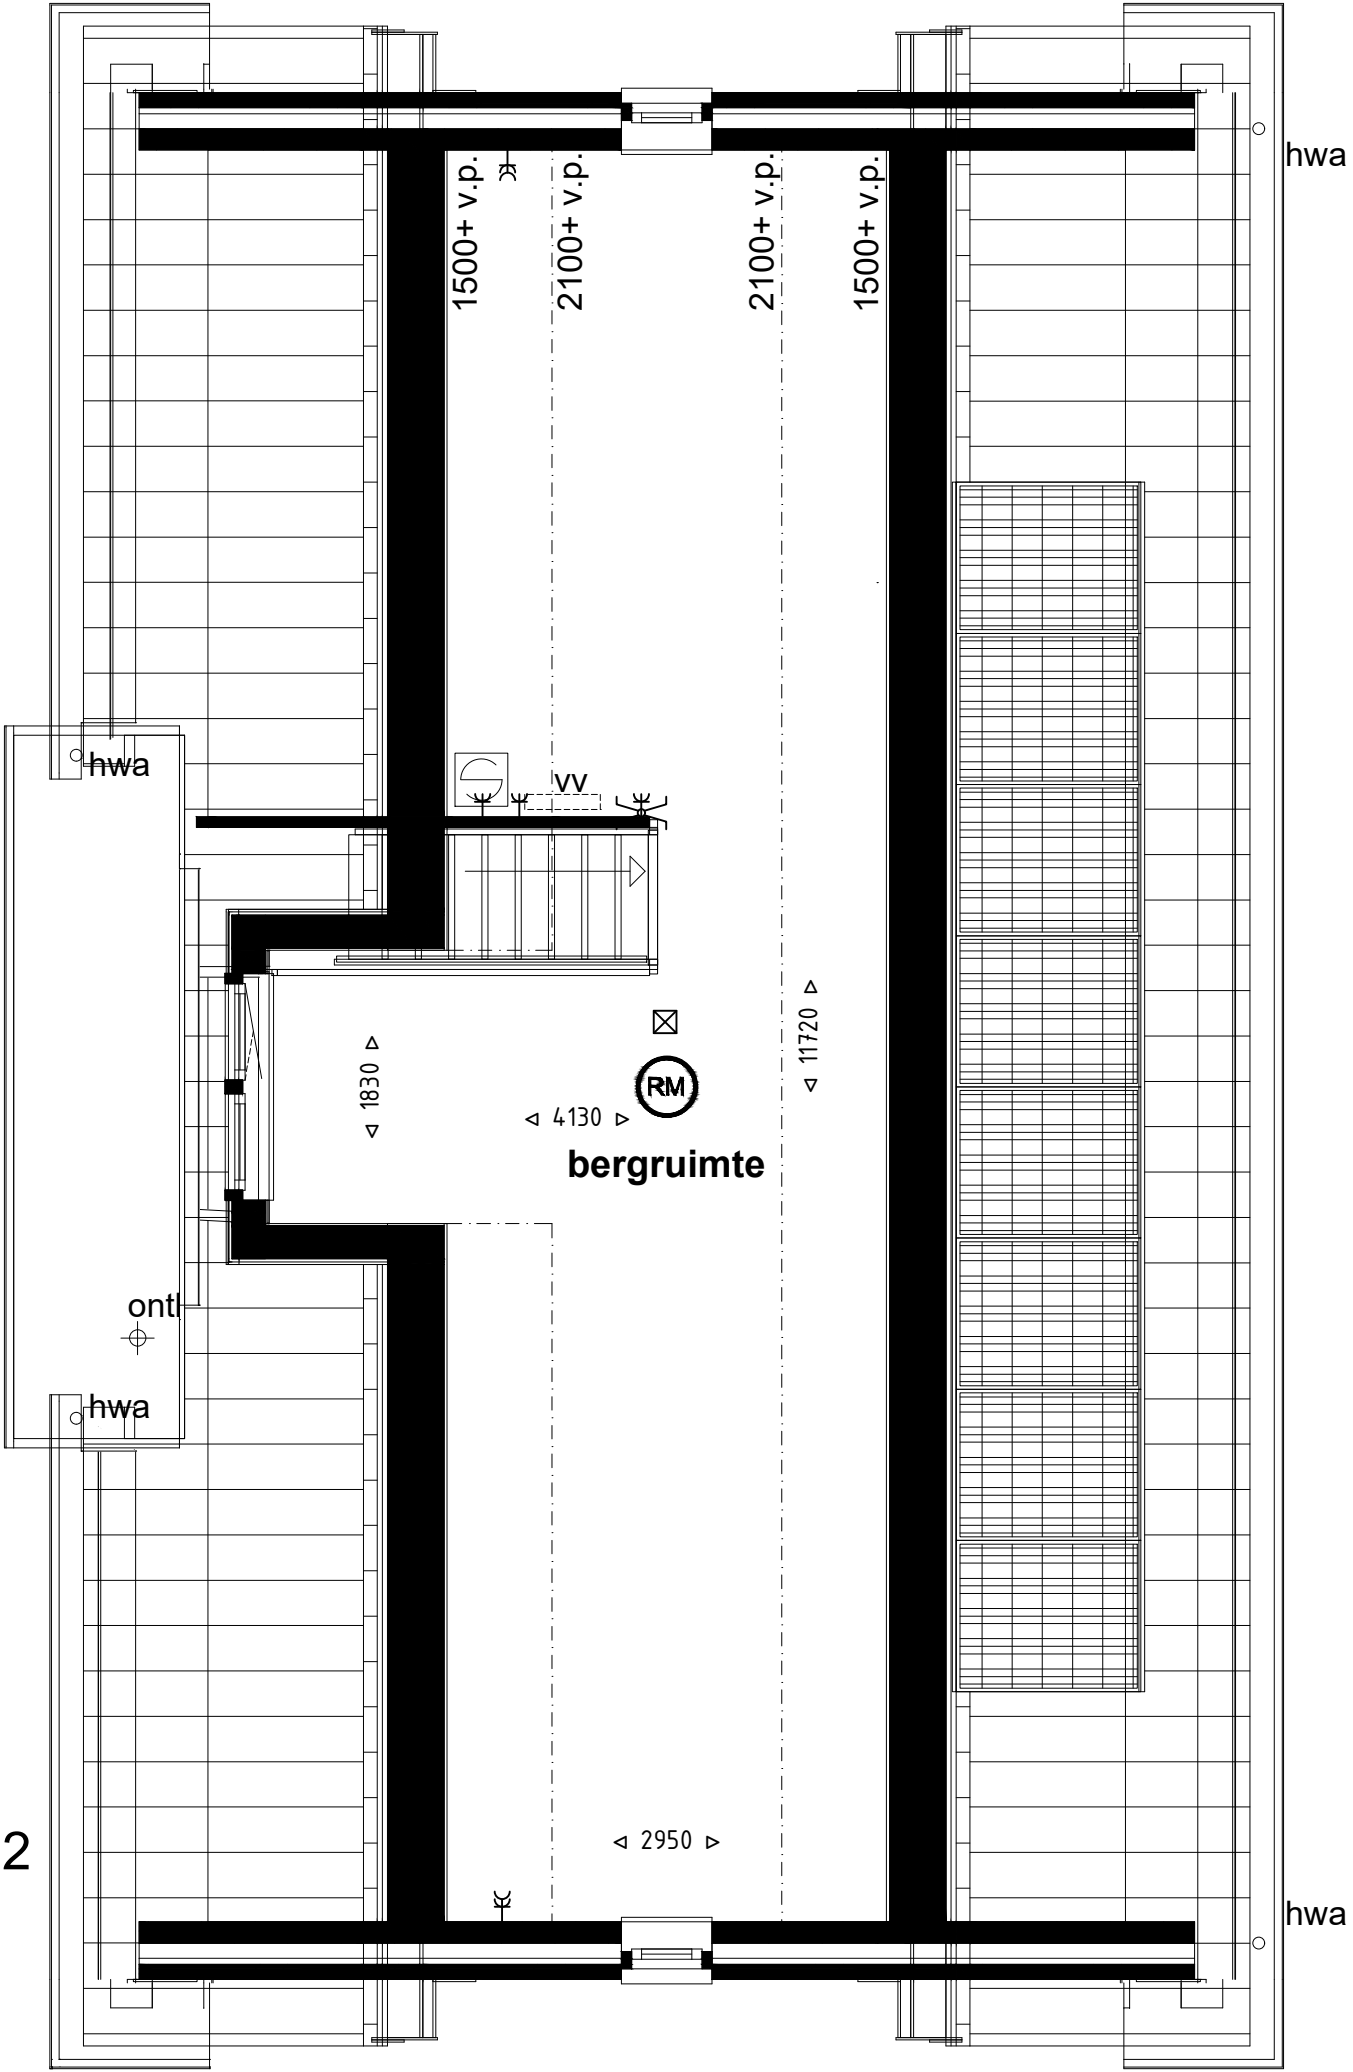 hwa
1500+ v.p.
2100+ v.p.
2100+ v.p.
1500+ v.p.
hwa
VV
11720
1830
RM
4130
bergruimte
ontl
hwa
2950
2
hwa